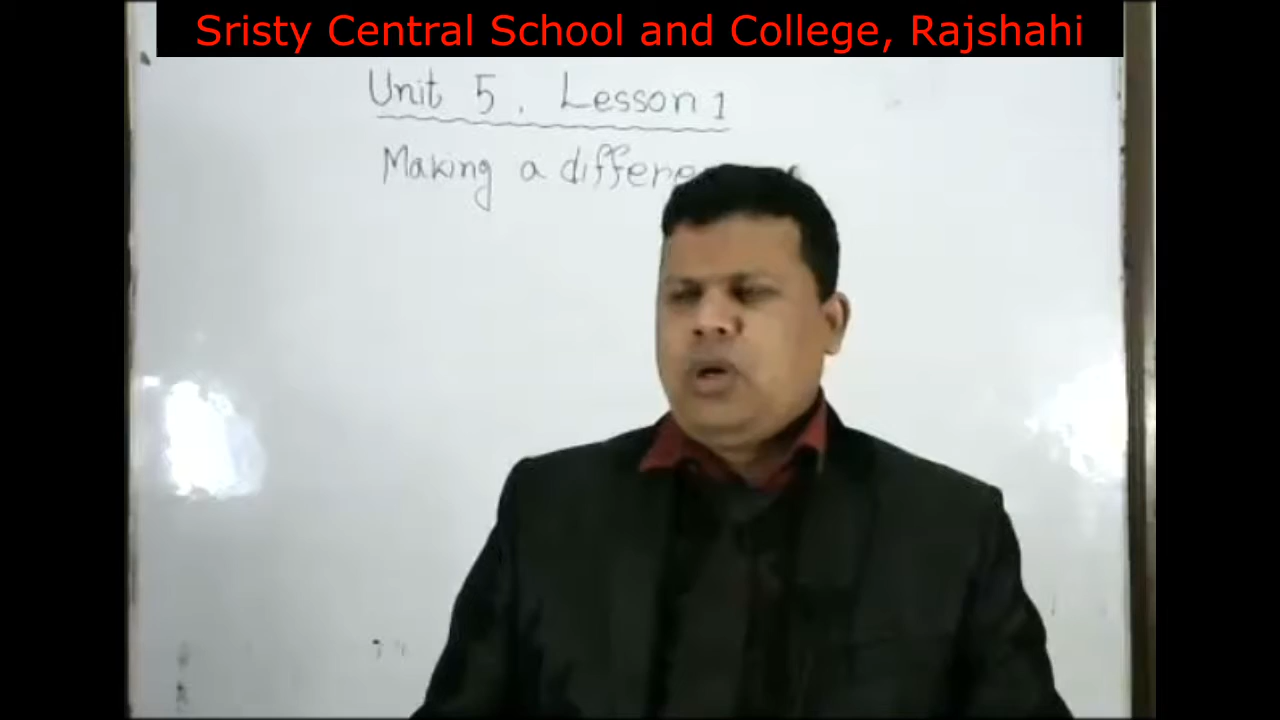 Sristy Central School and College, Rajshahi
Unit 5, Lesson 1
Making a